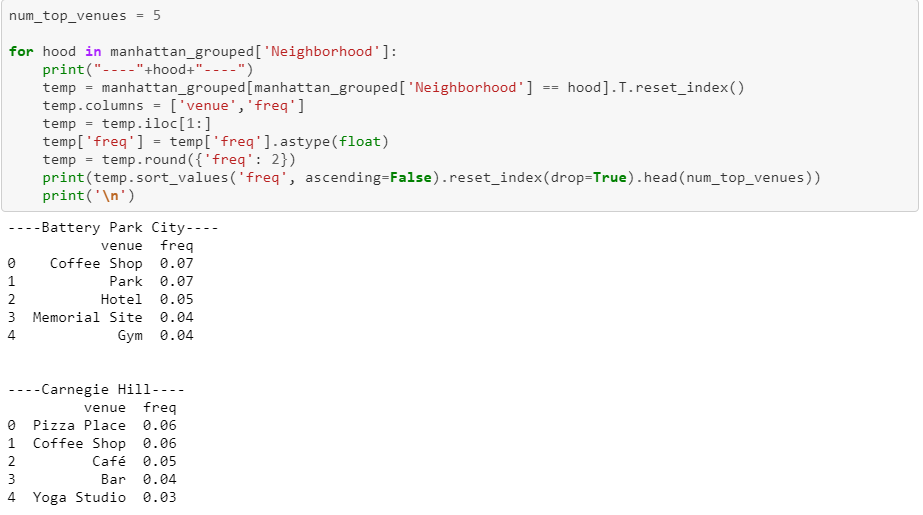 num_top_venues = 5
for hood in manhattan_grouped['Neighborhood']:
    print("----"+hood+"----")
    temp = manhattan_grouped[manhattan_grouped['Neighborhood'] == hood].T.reset_index()
    temp.columns = ['venue','freq']
    temp = temp.iloc[1:]
    temp['freq'] = temp['freq'].astype(float)
    temp = temp.round({'freq': 2})
    print(temp.sort_values('freq', ascending=False).reset_index(drop=True).head(num_top_venues))
    print('\n')
----Battery Park City----
           venue  freq
0    Coffee Shop  0.07
1           Park  0.07
2          Hotel  0.05
3  Memorial Site  0.04
4            Gym  0.04
----Carnegie Hill----
         venue  freq
0  Pizza Place  0.06
1  Coffee Shop  0.06
2         Café  0.05
3          Bar  0.04
4  Yoga Studio  0.03